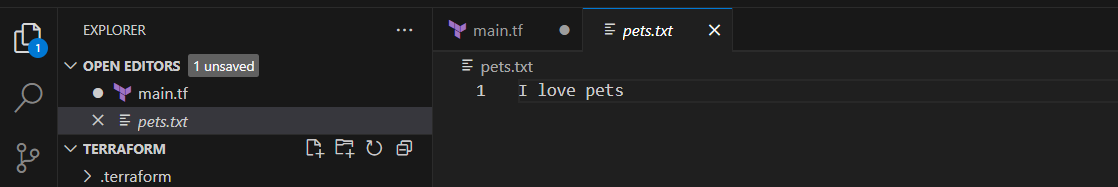 EXPLORER
main.tf
pets.txt
OPEN EDITORS 1 unsaved
pets.txt
main.tf
1 I love pets
pets.txt
TERRAFORM
.terraform
1